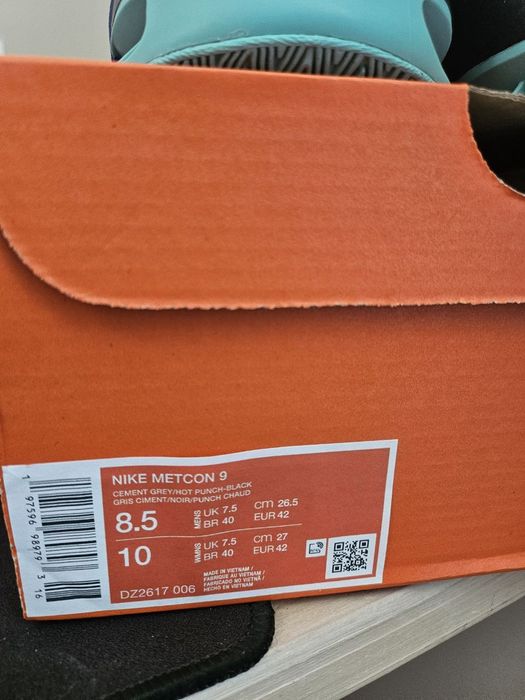 NIKE METCON 9
CEMENT GREY/HOT PUNCH-BLACK
GRIS CIMENT/NOIR/PUNCH CHAUD
8.5 MENS UK 7.5 cm 26.5
BR 40 EUR 42
10 WMNS UK 7.5 cm 27
BR 40 EUR 42
MADE IN VIETNAM /
FABRIQUE AU VIETNAM /
FABRICADO NO VIETNÃ /
HECHO EN VIETNAM
DZ2617 006
1 97596 98979 3 16